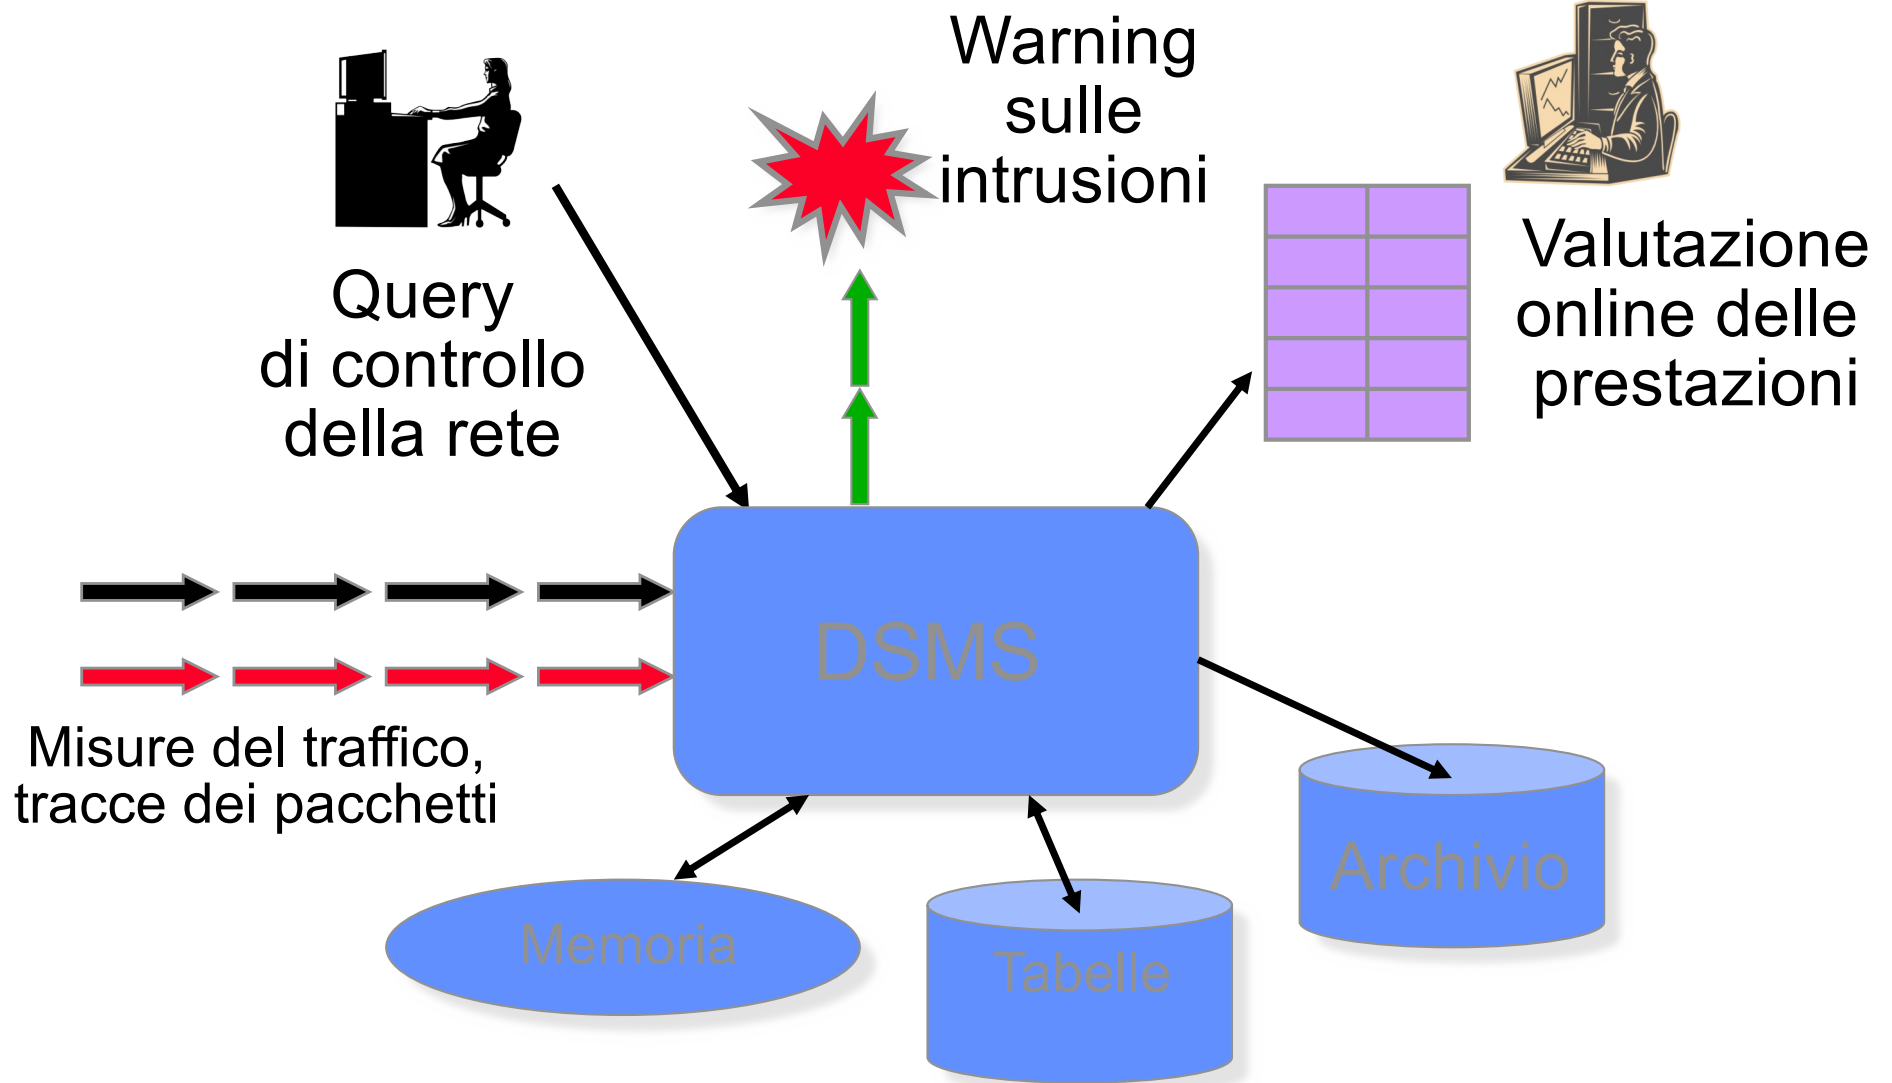 Warning
sulle
intrusioni
Query
di controllo
della rete
Valutazione
online delle
prestazioni
DSMS
Misure del traffico,
tracce dei pacchetti
Memoria
Tabelle
Archivio